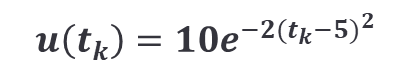 u(t_k) = 10e^{-2(t_k-5)^2}